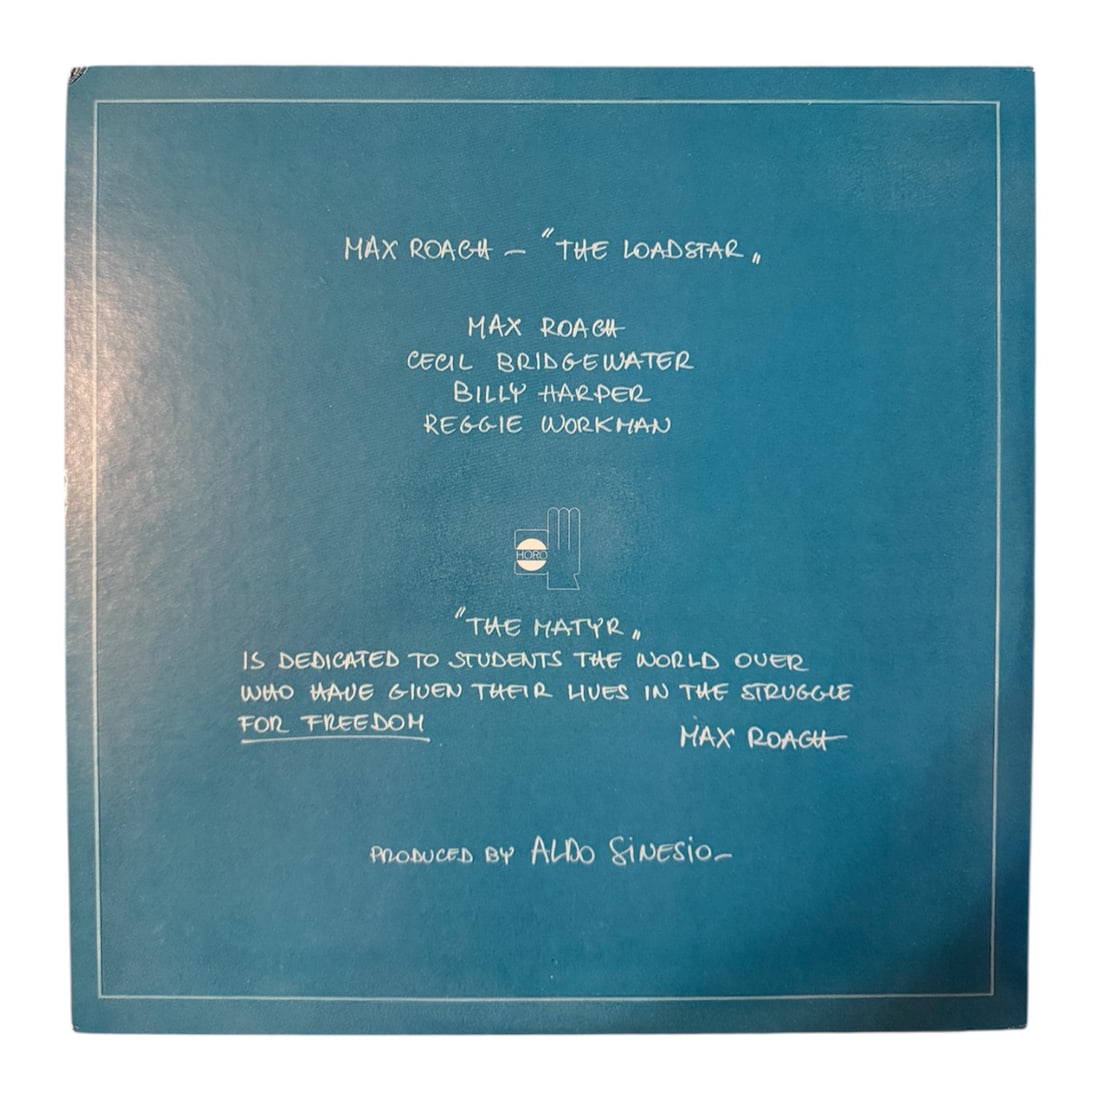 MAX ROACH — "THE LOADSTAR„
MAX ROACH
CECIL BRIDGEWATER
BILLY HARPER
REGGIE WORKMAN
HORO
"THE MATYR„
IS DEDICATED TO STUDENTS THE WORLD OVER
WHO HAVE GIVEN THEIR LIVES IN THE STRUGGLE
FOR FREEDOM
MAX ROACH
PRODUCED BY ALDO SINESIO—